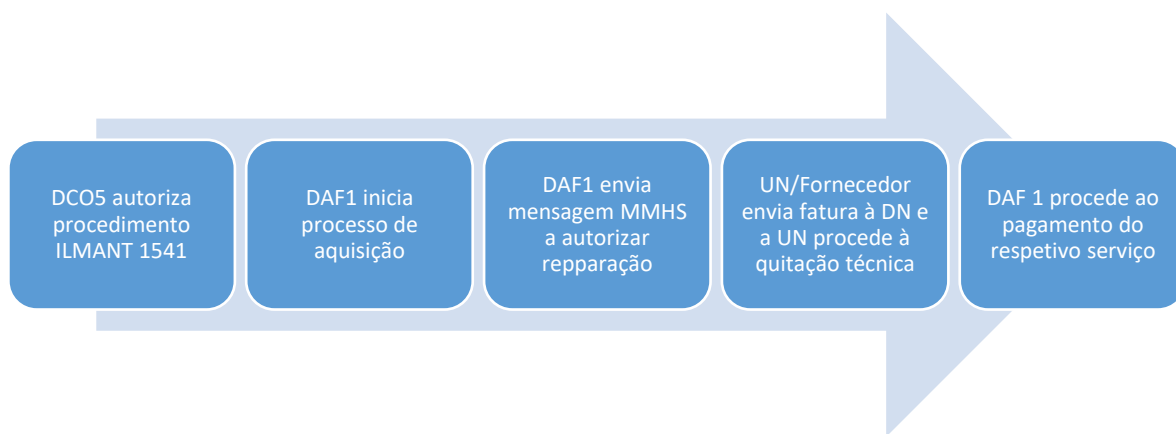 DCO5 autoriza
procedimento
ILMANT 1541
DAF1 inicia
processo de
aquisição
DAF1 envia
mensagem MMHS
a autorizar
repparação
UN/Fornecedor
envia fatura à DN e
a UN procede à
quitação técnica
DAF 1 procede ao
pagamento do
respetivo serviço